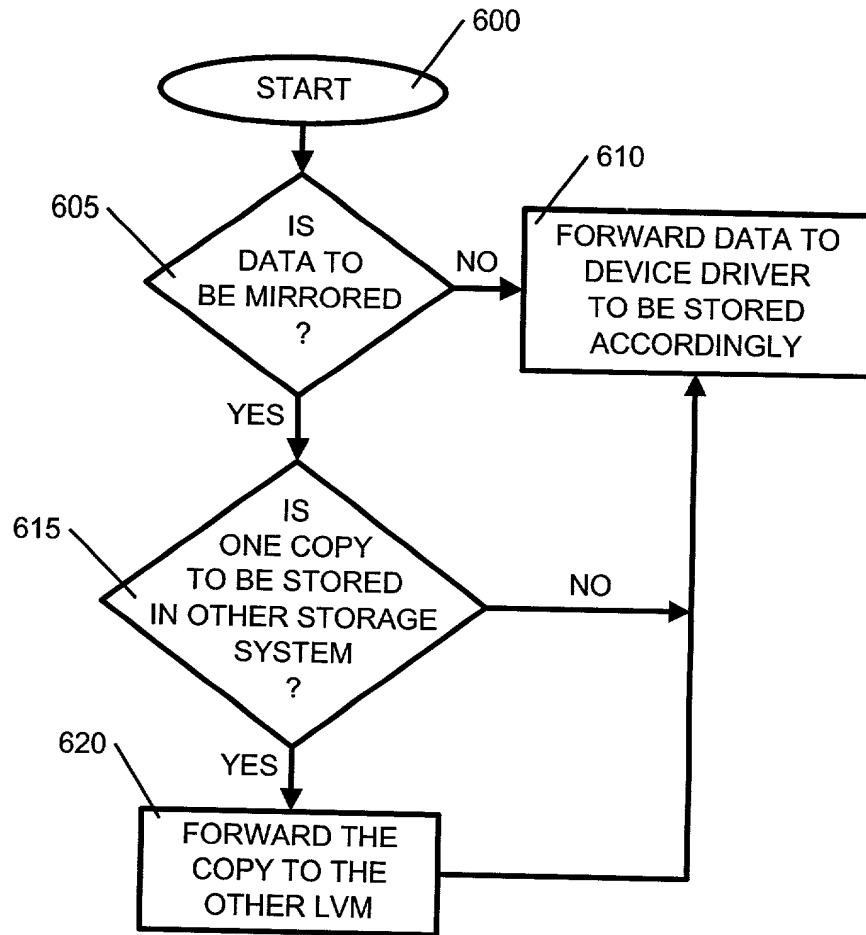 600
START
605
IS
DATA TO
BE MIRRORED
?
NO
610
FORWARD DATA TO
DEVICE DRIVER
TO BE STORED
ACCORDINGLY
YES
615
IS
ONE COPY
TO BE STORED
IN OTHER STORAGE
SYSTEM
?
NO
YES
620
FORWARD THE
COPY TO THE
OTHER LVM